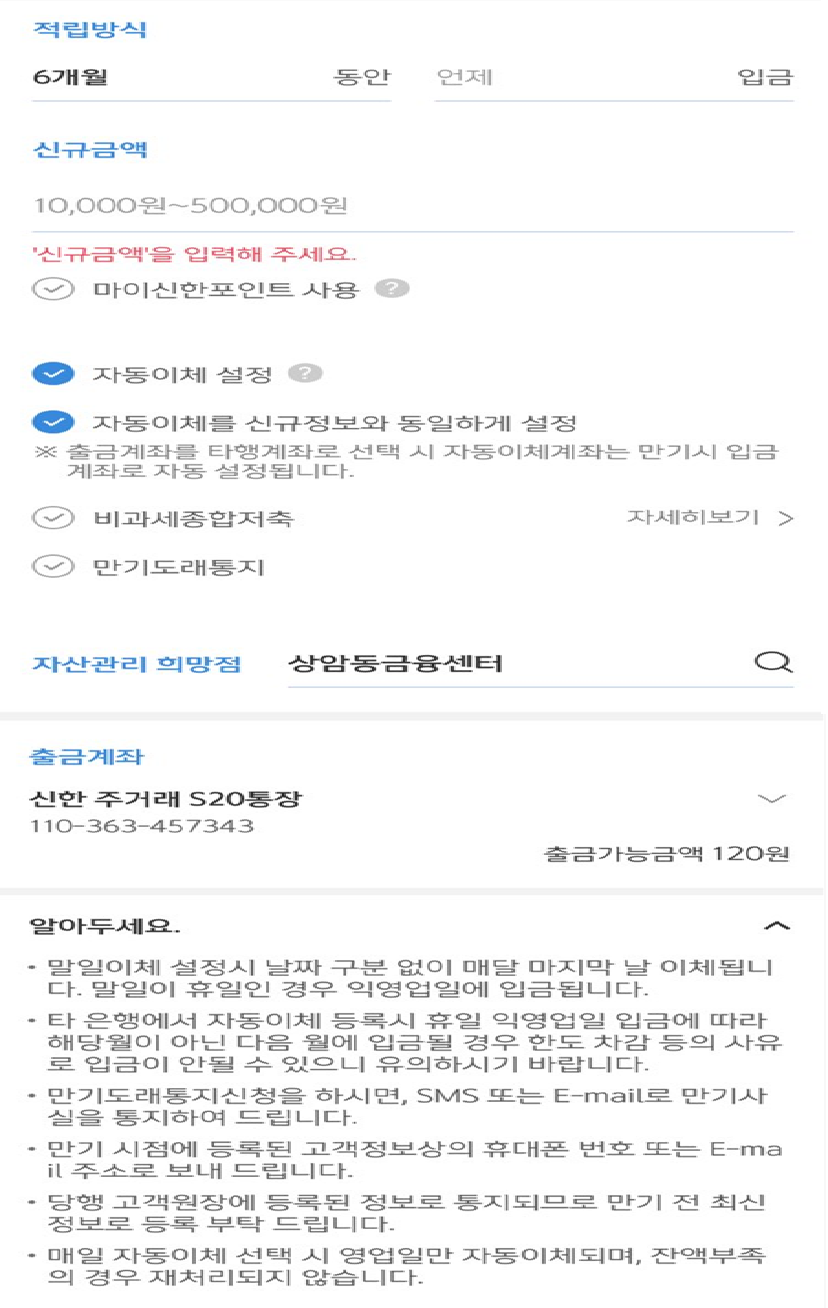 적립방식
6개월 동안 언제 입금
신규금액
10,000원~500,000원
'신규금액'을 입력해 주세요.
마이신한포인트 사용 ?
자동이체 설정 ?
자동이체를 신규정보와 동일하게 설정
※ 출금계좌를 타행계좌로 선택 시 자동이체계좌는 만기시 입금
계좌로 자동 설정됩니다.
비과세종합저축 자세히보기 >
만기도래통지
자산관리 희망점 상암동금융센터
출금계좌
신한 주거래 S20통장
110-363-457343
출금가능금액 120원
알아두세요.
• 말일이체 설정시 날짜 구분 없이 매달 마지막 날 이체됩니
다. 말일이 휴일인 경우 익영업일에 입금됩니다.
• 타 은행에서 자동이체 등록시 휴일 익영업일 입금에 따라
해당월이 아닌 다음 월에 입금될 경우 한도 차감 등의 사유
로 입금이 안될 수 있으니 유의하시기 바랍니다.
• 만기도래통지신청을 하시면, SMS 또는 E-mail로 만기사
실을 통지하여 드립니다.
• 만기 시점에 등록된 고객정보상의 휴대폰 번호 또는 E-ma
il 주소로 보내 드립니다.
• 당행 고객원장에 등록된 정보로 통지되므로 만기 전 최신
정보로 등록 부탁 드립니다.
• 매일 자동이체 선택 시 영업일만 자동이체되며, 잔액부족
의 경우 재처리되지 않습니다.